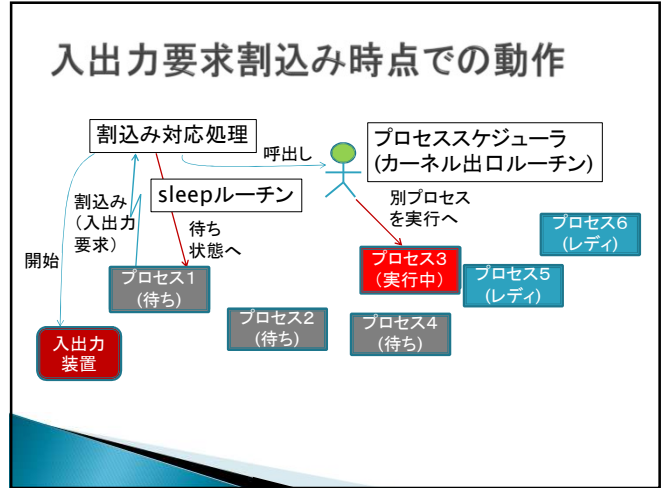 入出力要求割込み時点での動作
割込み対応処理
呼出し
プロセススケジューラ
(カーネル出口ルーチン)
sleepルーチン
割込み
(入出力
要求)
待ち
状態へ
別プロセス
を実行へ
開始
プロセス1
(待ち)
プロセス2
(待ち)
プロセス3
(実行中)
プロセス4
(待ち)
プロセス5
(レディ)
プロセス6
(レディ)
入出力
装置